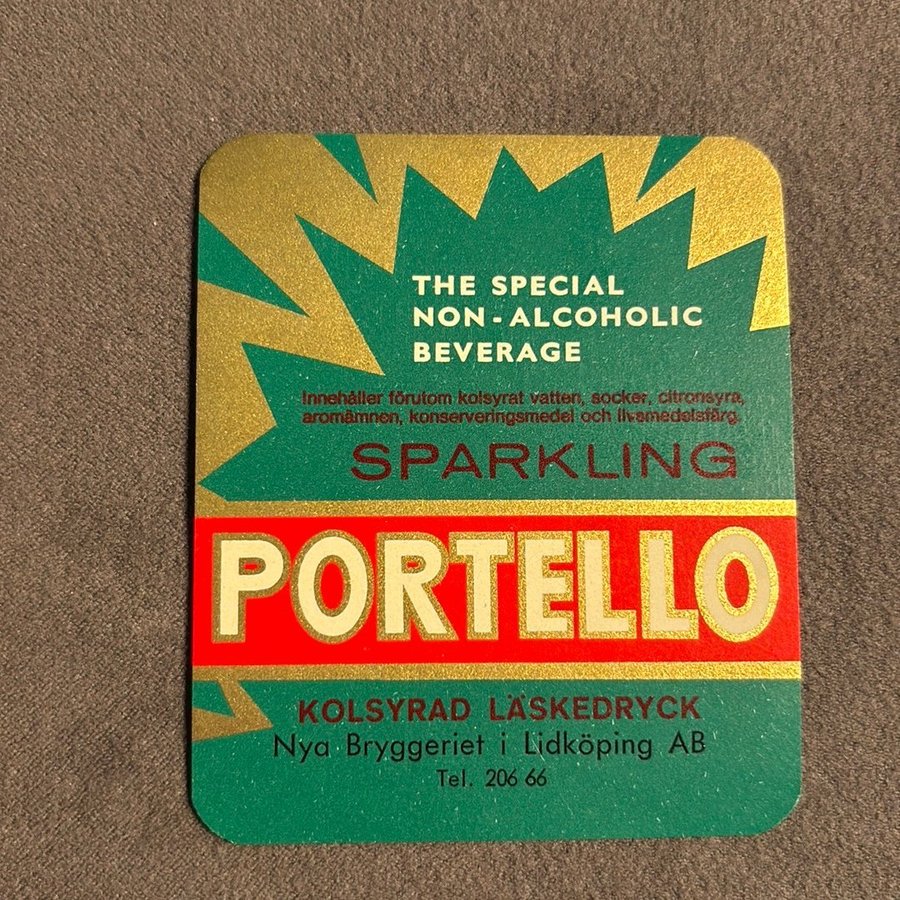 THE SPECIAL
NON-ALCOHOLIC
BEVERAGE
Innehåller förutom kolsyrat vatten, socker, citronsyra,
aromämnen, konserveringsmedel och livsmedelsfärg.
SPARKLING
PORTELLO
KOLSYRAD LÄSKEDRYCK
Nya Bryggeriet i Lidköping AB
Tel. 206 66